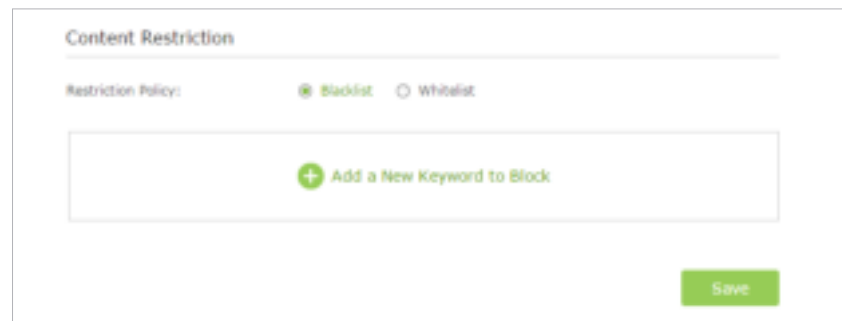 Content Restriction
Restriction Policy: Blacklist Whitelist
Add a New Keyword to Block
Save